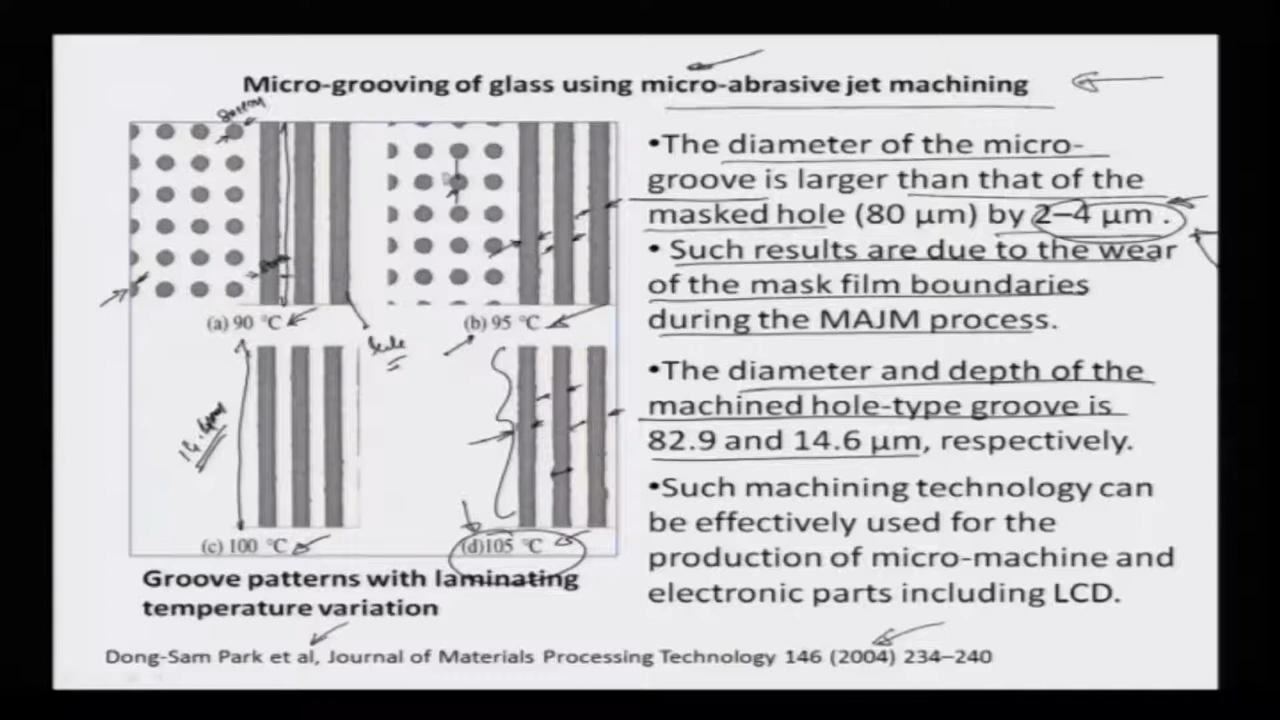 Micro-grooving of glass using micro-abrasive jet machining
(a) 90 °C
(b) 95 °C
(c) 100 °C
(d)105 °C
Groove patterns with laminating
temperature variation
•The diameter of the micro-
groove is larger than that of the
masked hole (80 μm) by 2–4 μm .
• Such results are due to the wear
of the mask film boundaries
during the MAJM process.
•The diameter and depth of the
machined hole-type groove is
82.9 and 14.6 μm, respectively.
•Such machining technology can
be effectively used for the
production of micro-machine and
electronic parts including LCD.
Dong-Sam Park et al, Journal of Materials Processing Technology 146 (2004) 234–240